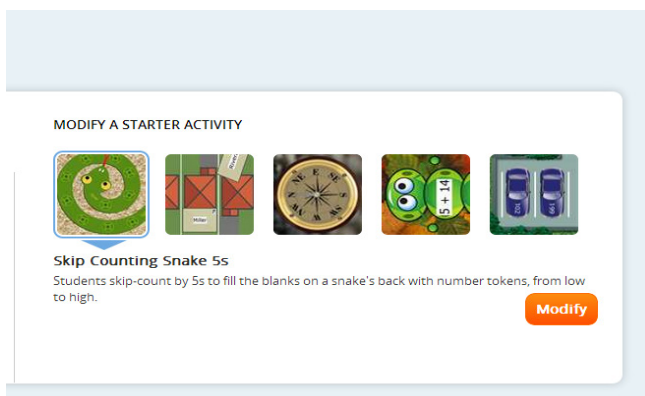 MODIFY A STARTER ACTIVITY
Miller
5 + 14
Skip Counting Snake 5s
Students skip-count by 5s to fill the blanks on a snake's back with number tokens, from low
to high.
Modify